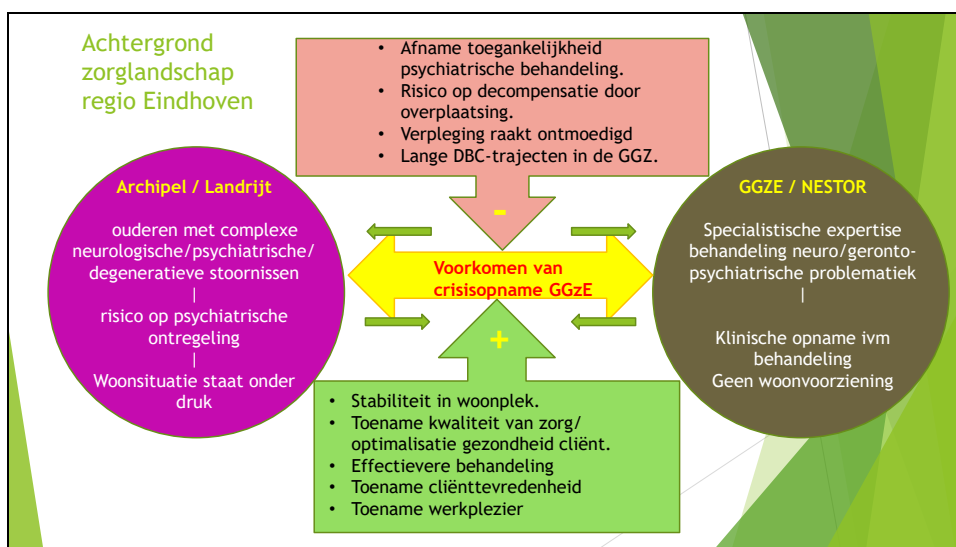 Achtergrond
zorglandschap
regio Eindhoven
• Afname toegankelijkheid
psychiatrische behandeling.
• Risico op decompensatie door
overplaatsing.
• Verpleging raakt ontmoedigd
• Lange DBC-trajecten in de GGZ.
-
Archipel / Landrijt
ouderen met complexe
neurologische/psychiatrische/
degeneratieve stoornissen
|
risico op psychiatrische
ontregeling
|
Woonsituatie staat onder
druk
Voorkomen van
crisisopname GGzE
GGZE / NESTOR
Specialistische expertise
behandeling neuro/geronto-
psychiatrische problematiek
|
Klinische opname ivm
behandeling
Geen woonvoorziening
+
• Stabiliteit in woonplek.
• Toename kwaliteit van zorg/
optimalisatie gezondheid cliënt.
• Effectievere behandeling
• Toename cliënttevredenheid
• Toename werkplezier